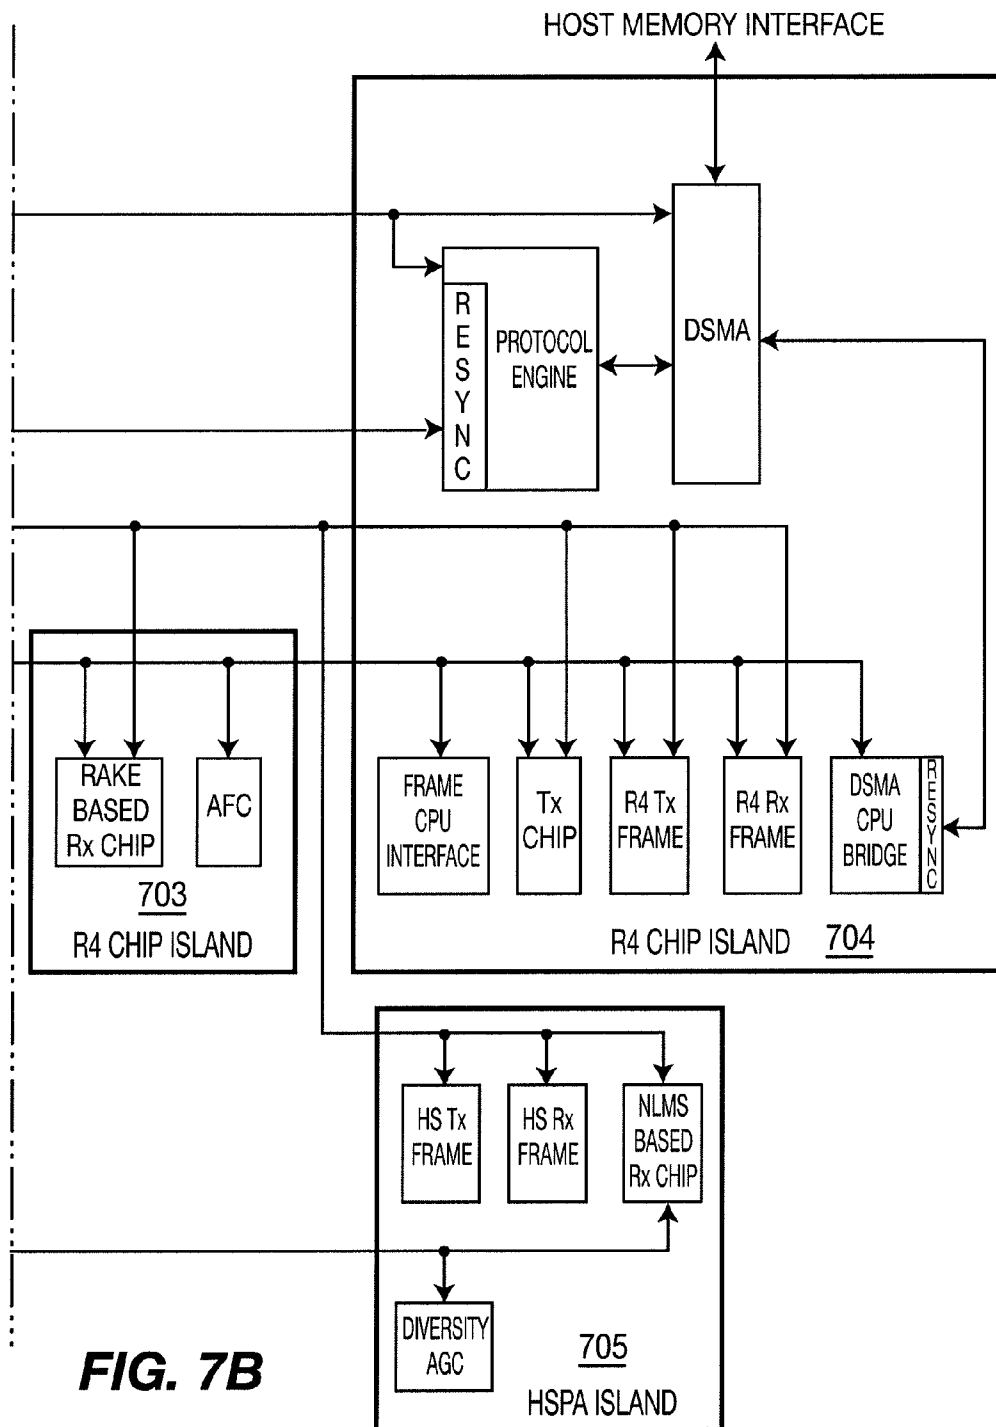 HOST MEMORY INTERFACE
RESYNC
PROTOCOL
ENGINE
DSMA
RAKE
BASED
Rx CHIP
AFC
703
R4 CHIP ISLAND
FRAME
CPU
INTERFACE
Tx
CHIP
R4 Tx
FRAME
R4 Rx
FRAME
DSMA
CPU
BRIDGE
RESYNC
R4 CHIP ISLAND 704
HS Tx
FRAME
HS Rx
FRAME
NLMS
BASED
Rx CHIP
DIVERSITY
AGC
705
HSPA ISLAND
FIG. 7B